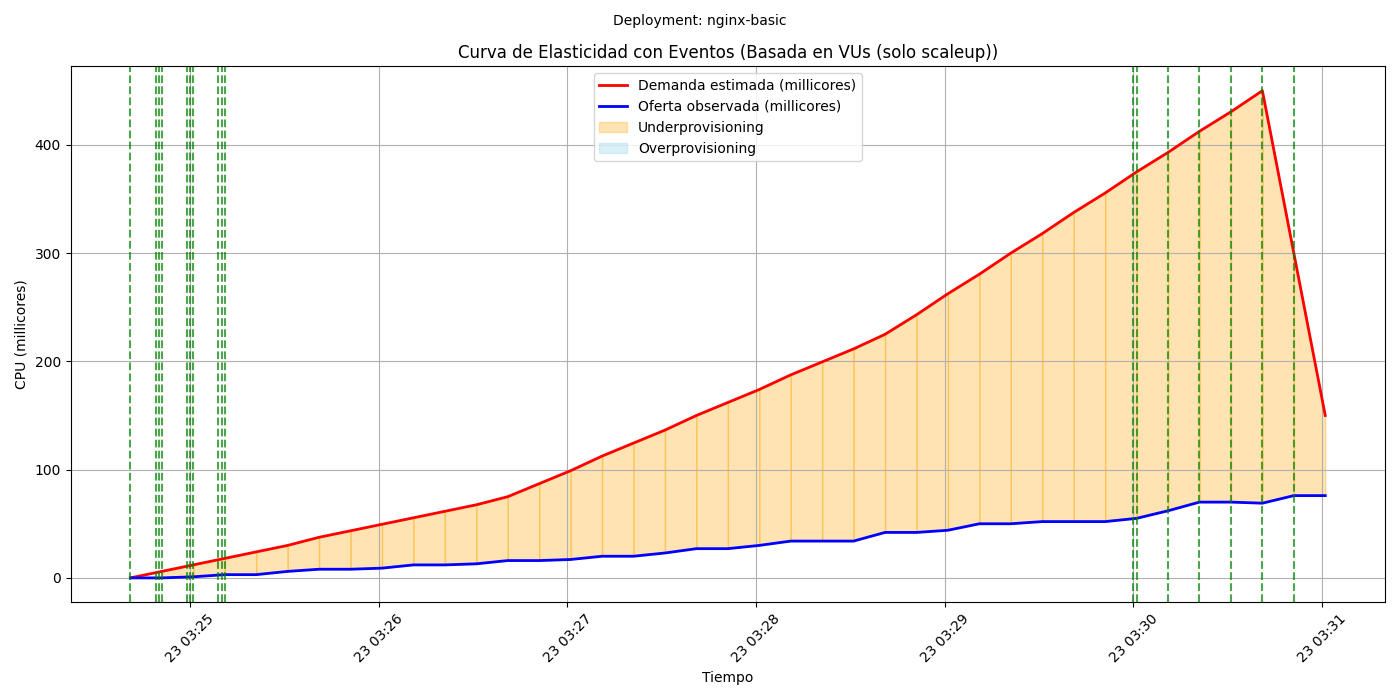 Deployment: nginx-basic
Curva de Elasticidad con Eventos (Basada en VUs (solo scaleup))
Demanda estimada (millicores)
Oferta observada (millicores)
Underprovisioning
Overprovisioning
CPU (millicores)
400
300
200
100
0
23 03:25
23 03:26
23 03:27
23 03:28
23 03:29
23 03:30
23 03:31
Tiempo